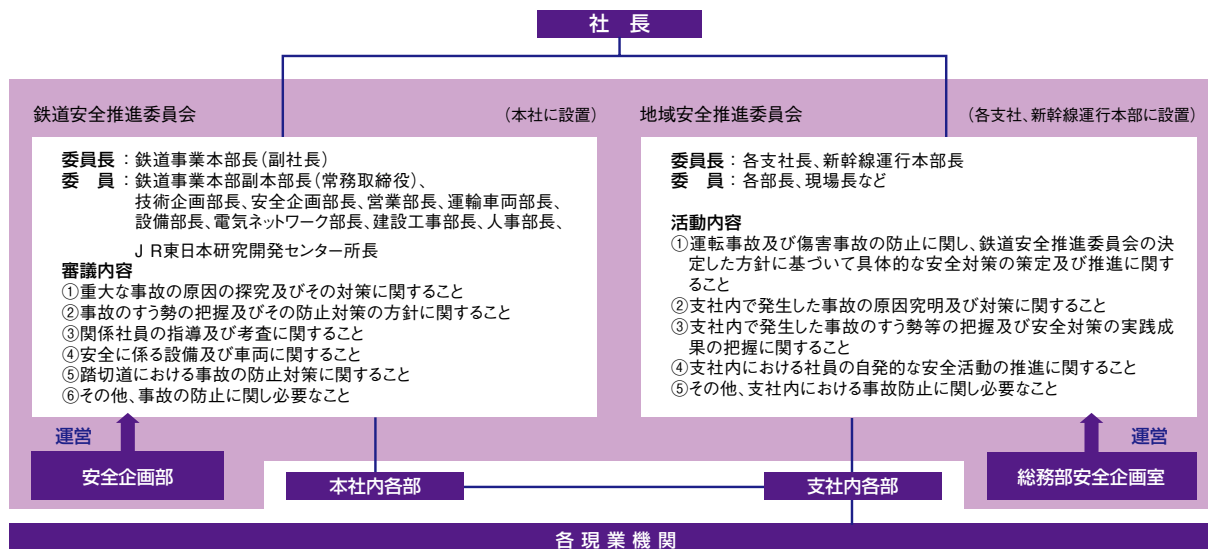 社 長
鉄道安全推進委員会 (本社に設置)
委員長:鉄道事業本部長(副社長)
委 員:鉄道事業本部副本部長(常務取締役)、
技術企画部長、安全企画部長、営業部長、運輸車両部長、
設備部長、電気ネットワーク部長、建設工事部長、人事部長、
JR東日本研究開発センター所長
審議内容
①重大な事故の原因の探究及びその対策に関すること
②事故のすう勢の把握及びその防止対策の方針に関すること
③関係社員の指導及び考査に関すること
④安全に係る設備及び車両に関すること
⑤踏切道における事故の防止対策に関すること
⑥その他、事故の防止に関し必要なこと
運営
安全企画部
地域安全推進委員会 (各支社、新幹線運行本部に設置)
委員長:各支社長、新幹線運行本部長
委 員:各部長、現場長など
活動内容
①運転事故及び傷害事故の防止に関し、鉄道安全推進委員会の決
定した方針に基づいて具体的な安全対策の策定及び推進に関す
ること
②支社内で発生した事故の原因究明及び対策に関すること
③支社内で発生した事故のすう勢等の把握及び安全対策の実践成
果の把握に関すること
④支社内における社員の自発的な安全活動の推進に関すること
⑤その他、支社内における事故防止に関し必要なこと
運営
総務部安全企画室
本社内各部
支社内各部
各現業機関